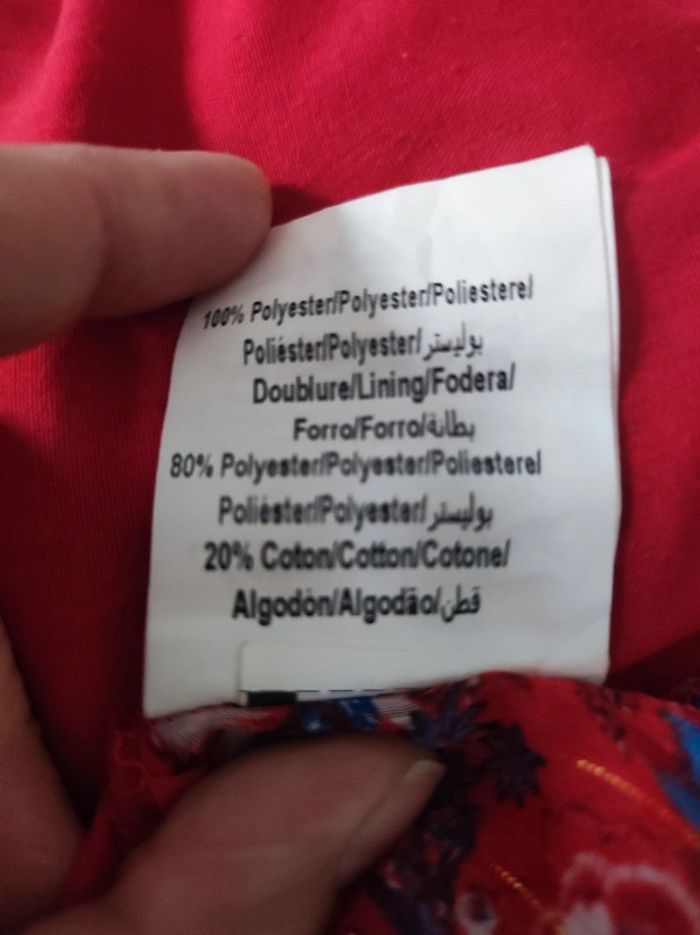 100% Polyester/Polyester/Poliestere/
Poliéster/Polyester/بوليستر
Doublure/Lining/Fodera/
Forro/Forro/بطانة
80% Polyester/Polyester/Poliesterel
Poliéster/Polyester/بوليستر
20% Coton/Cotton/Cotone/
Algodón/Algodão/قطن